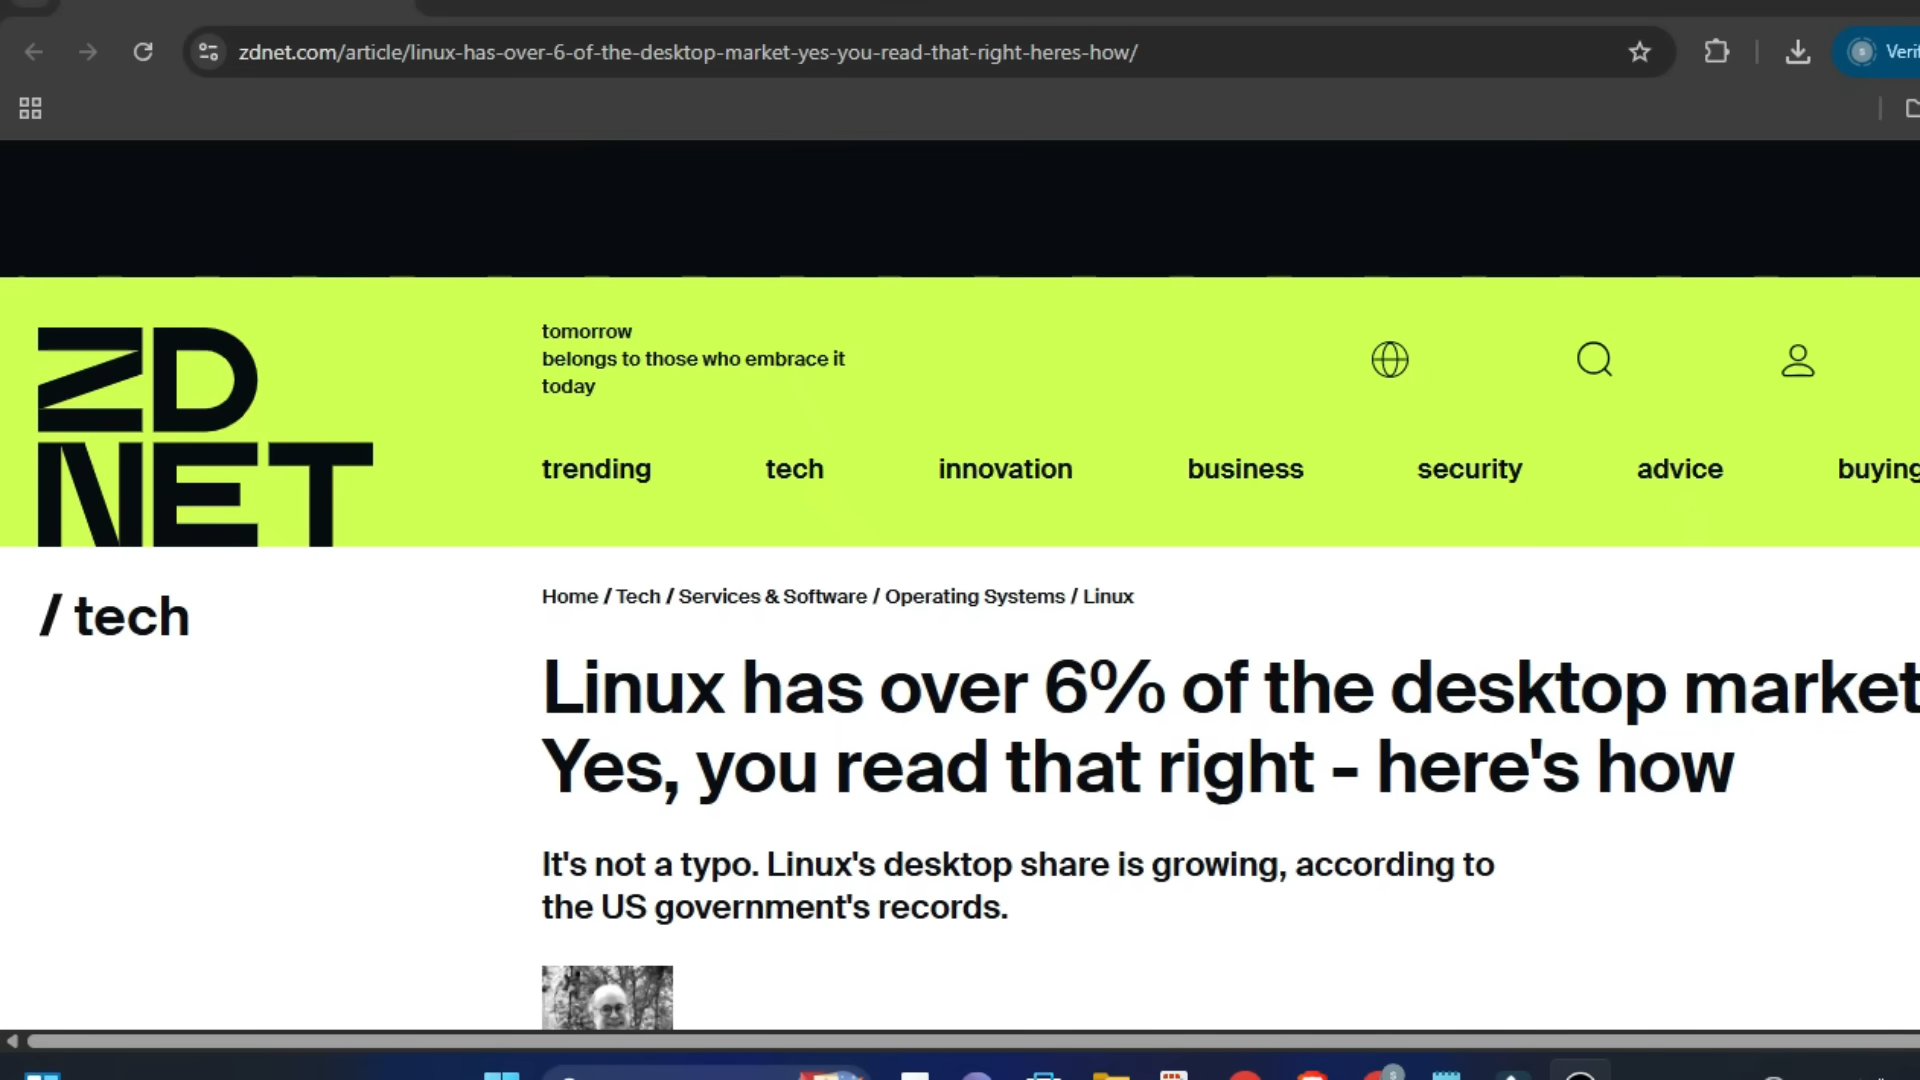 zdnet.com/article/linux-has-over-6-of-the-desktop-market-yes-you-read-that-right-heres-how/
ZD
NET
tomorrow
belongs to those who embrace it
today
trending tech innovation business security advice buying
/ tech
Home / Tech / Services & Software / Operating Systems / Linux
Linux has over 6% of the desktop market
Yes, you read that right - here's how
It's not a typo. Linux's desktop share is growing, according to
the US government's records.